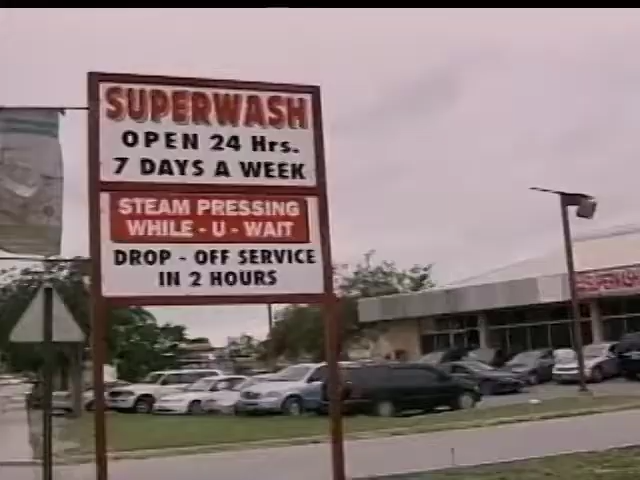 SUPERWASH
OPEN 24 Hrs.
7 DAYS A WEEK
STEAM PRESSING
WHILE - U - WAIT
DROP - OFF SERVICE
IN 2 HOURS